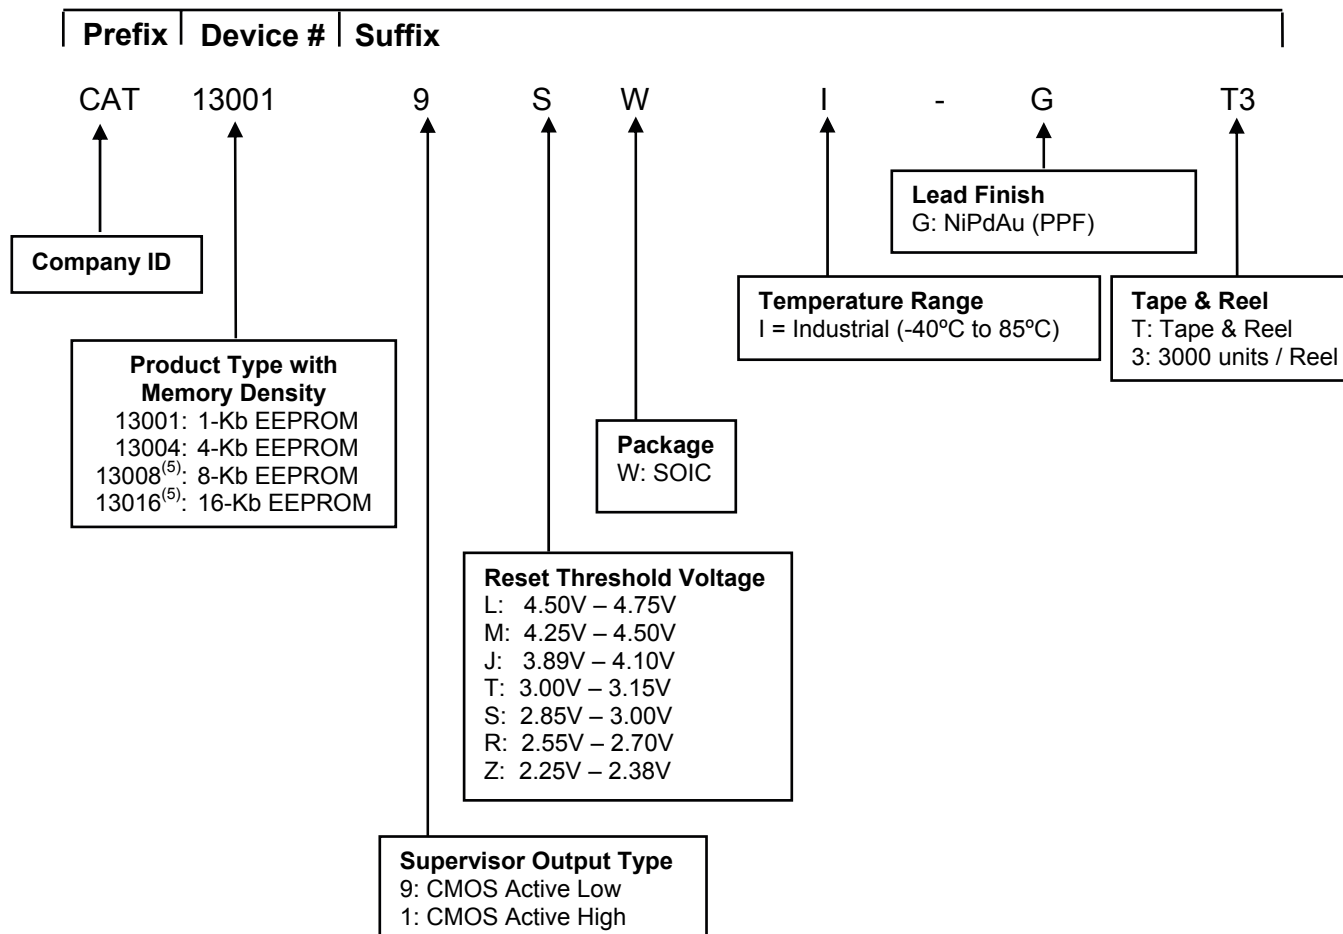 Prefix Device # Suffix
CAT 13001 9 S W I - G T3
Lead Finish
G: NiPdAu (PPF)
Company ID
Temperature Range
I = Industrial (-40ºC to 85ºC)
Tape & Reel
T: Tape & Reel
3: 3000 units / Reel
Product Type with
Memory Density
13001: 1-Kb EEPROM
13004: 4-Kb EEPROM
13008(5): 8-Kb EEPROM
13016(5): 16-Kb EEPROM
Package
W: SOIC
Reset Threshold Voltage
L: 4.50V – 4.75V
M: 4.25V – 4.50V
J: 3.89V – 4.10V
T: 3.00V – 3.15V
S: 2.85V – 3.00V
R: 2.55V – 2.70V
Z: 2.25V – 2.38V
Supervisor Output Type
9: CMOS Active Low
1: CMOS Active High